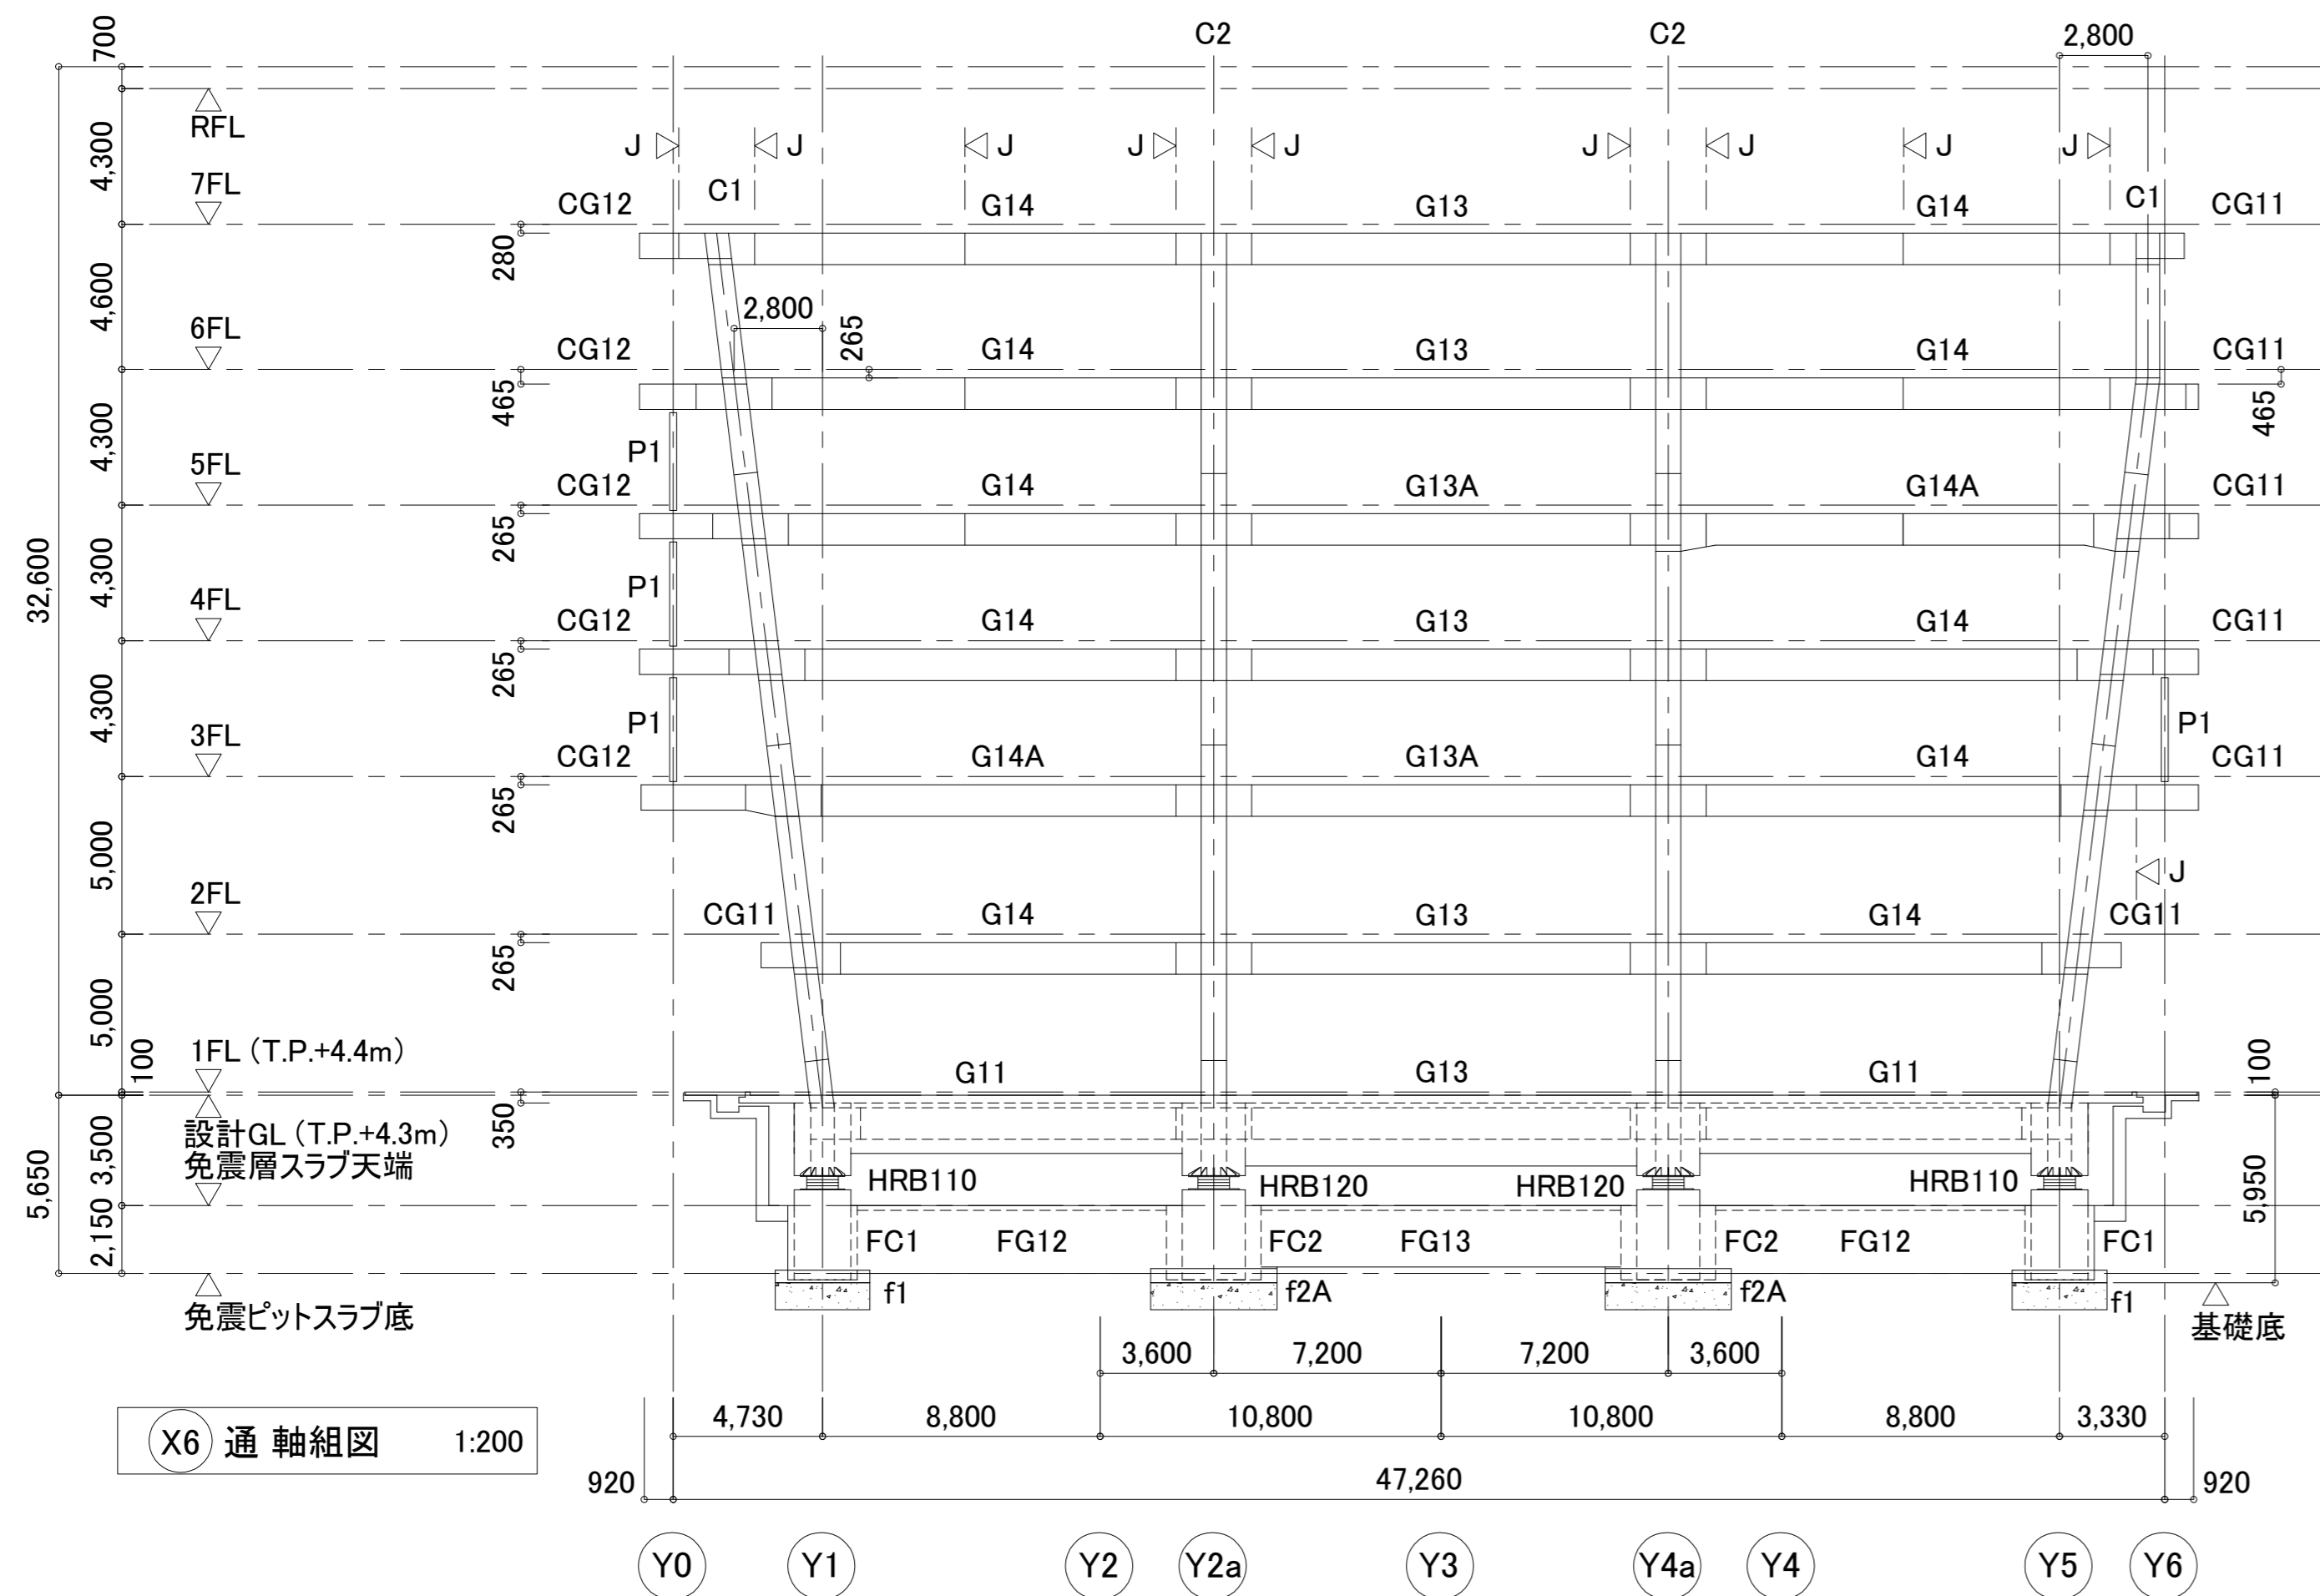 700
C2
C2
2,800
RFL
4,300
J
J
J
J
J
J
J
J
J
7FL
C1
C1
CG12
G14
G13
G14
CG11
280
4,600
2,800
265
6FL
CG12
G14
G13
G14
CG11
465
465
4,300
P1
5FL
CG12
G14
G13A
G14A
CG11
265
32,600
4,300
P1
4FL
CG12
G14
G13
G14
CG11
265
4,300
P1
P1
3FL
CG12
G14A
G13A
G14
CG11
265
5,000
J
2FL
CG11
G14
G13
G14
CG11
265
5,000
1FL (T.P.+4.4m)
100
G11
G13
G11
100
350
設計GL (T.P.+4.3m)
免震層スラブ天端
3,500
5,650
HRB110
HRB120
HRB120
HRB110
5,950
2,150
FC1
FG12
FC2
FG13
FC2
FG12
FC1
f1
f2A
f2A
f1
免震ピットスラブ底
基礎底
3,600
7,200
7,200
3,600
4,730
8,800
10,800
10,800
8,800
3,330
X6 通 軸組図 1:200
920
47,260
920
Y0
Y1
Y2
Y2a
Y3
Y4a
Y4
Y5
Y6